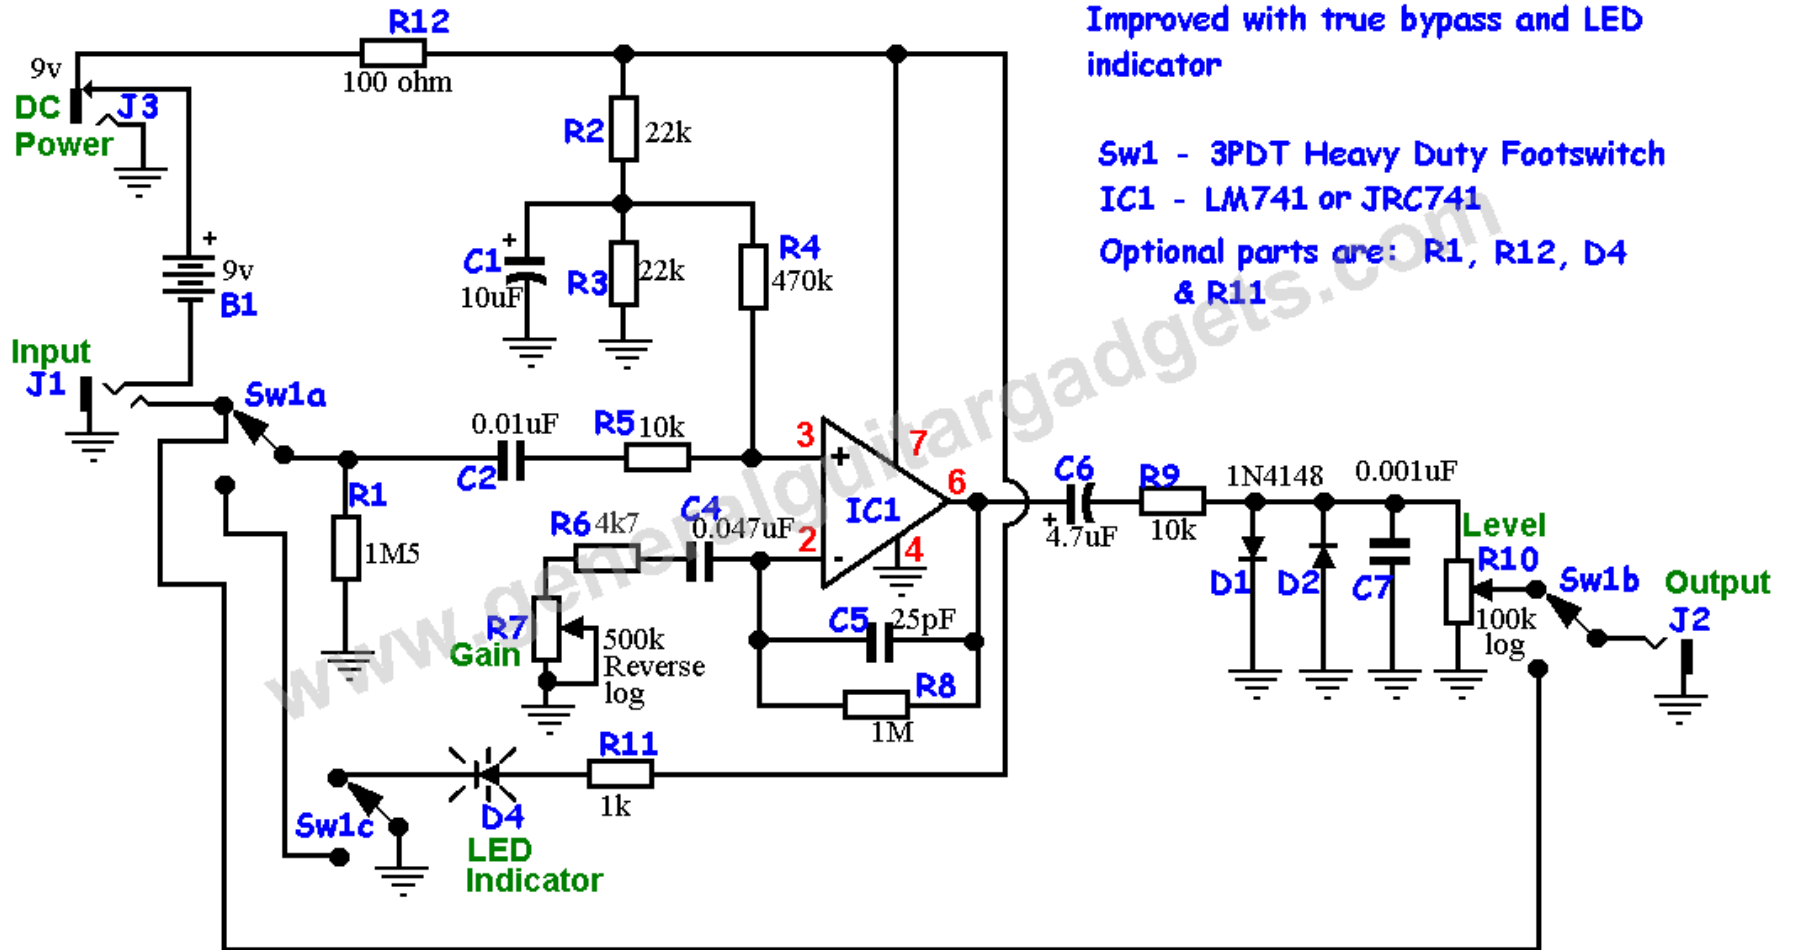 Improved with true bypass and LED
indicator
Sw1 - 3PDT Heavy Duty Footswitch
IC1 - LM741 or JRC741
Optional parts are: R1, R12, D4
& R11
R12
100 ohm
9v
DC
Power
J3
R2
22k
+
9v
B1
+
C1
10uF
R3
22k
R4
470k
Input
J1
Sw1a
0.01uF
C2
R5
10k
R1
1M5
3
+
7
6
IC1
2
-
4
R6
4k7
C4
0.047uF
R7
Gain
500k
Reverse
log
C5
25pF
R8
1M
C6
+
4.7uF
R9
10k
1N4148
0.001uF
D1
D2
C7
Level
R10
100k
log
Sw1b
Output
J2
R11
1k
D4
LED
Indicator
Sw1c
www.generalguitargadgets.com